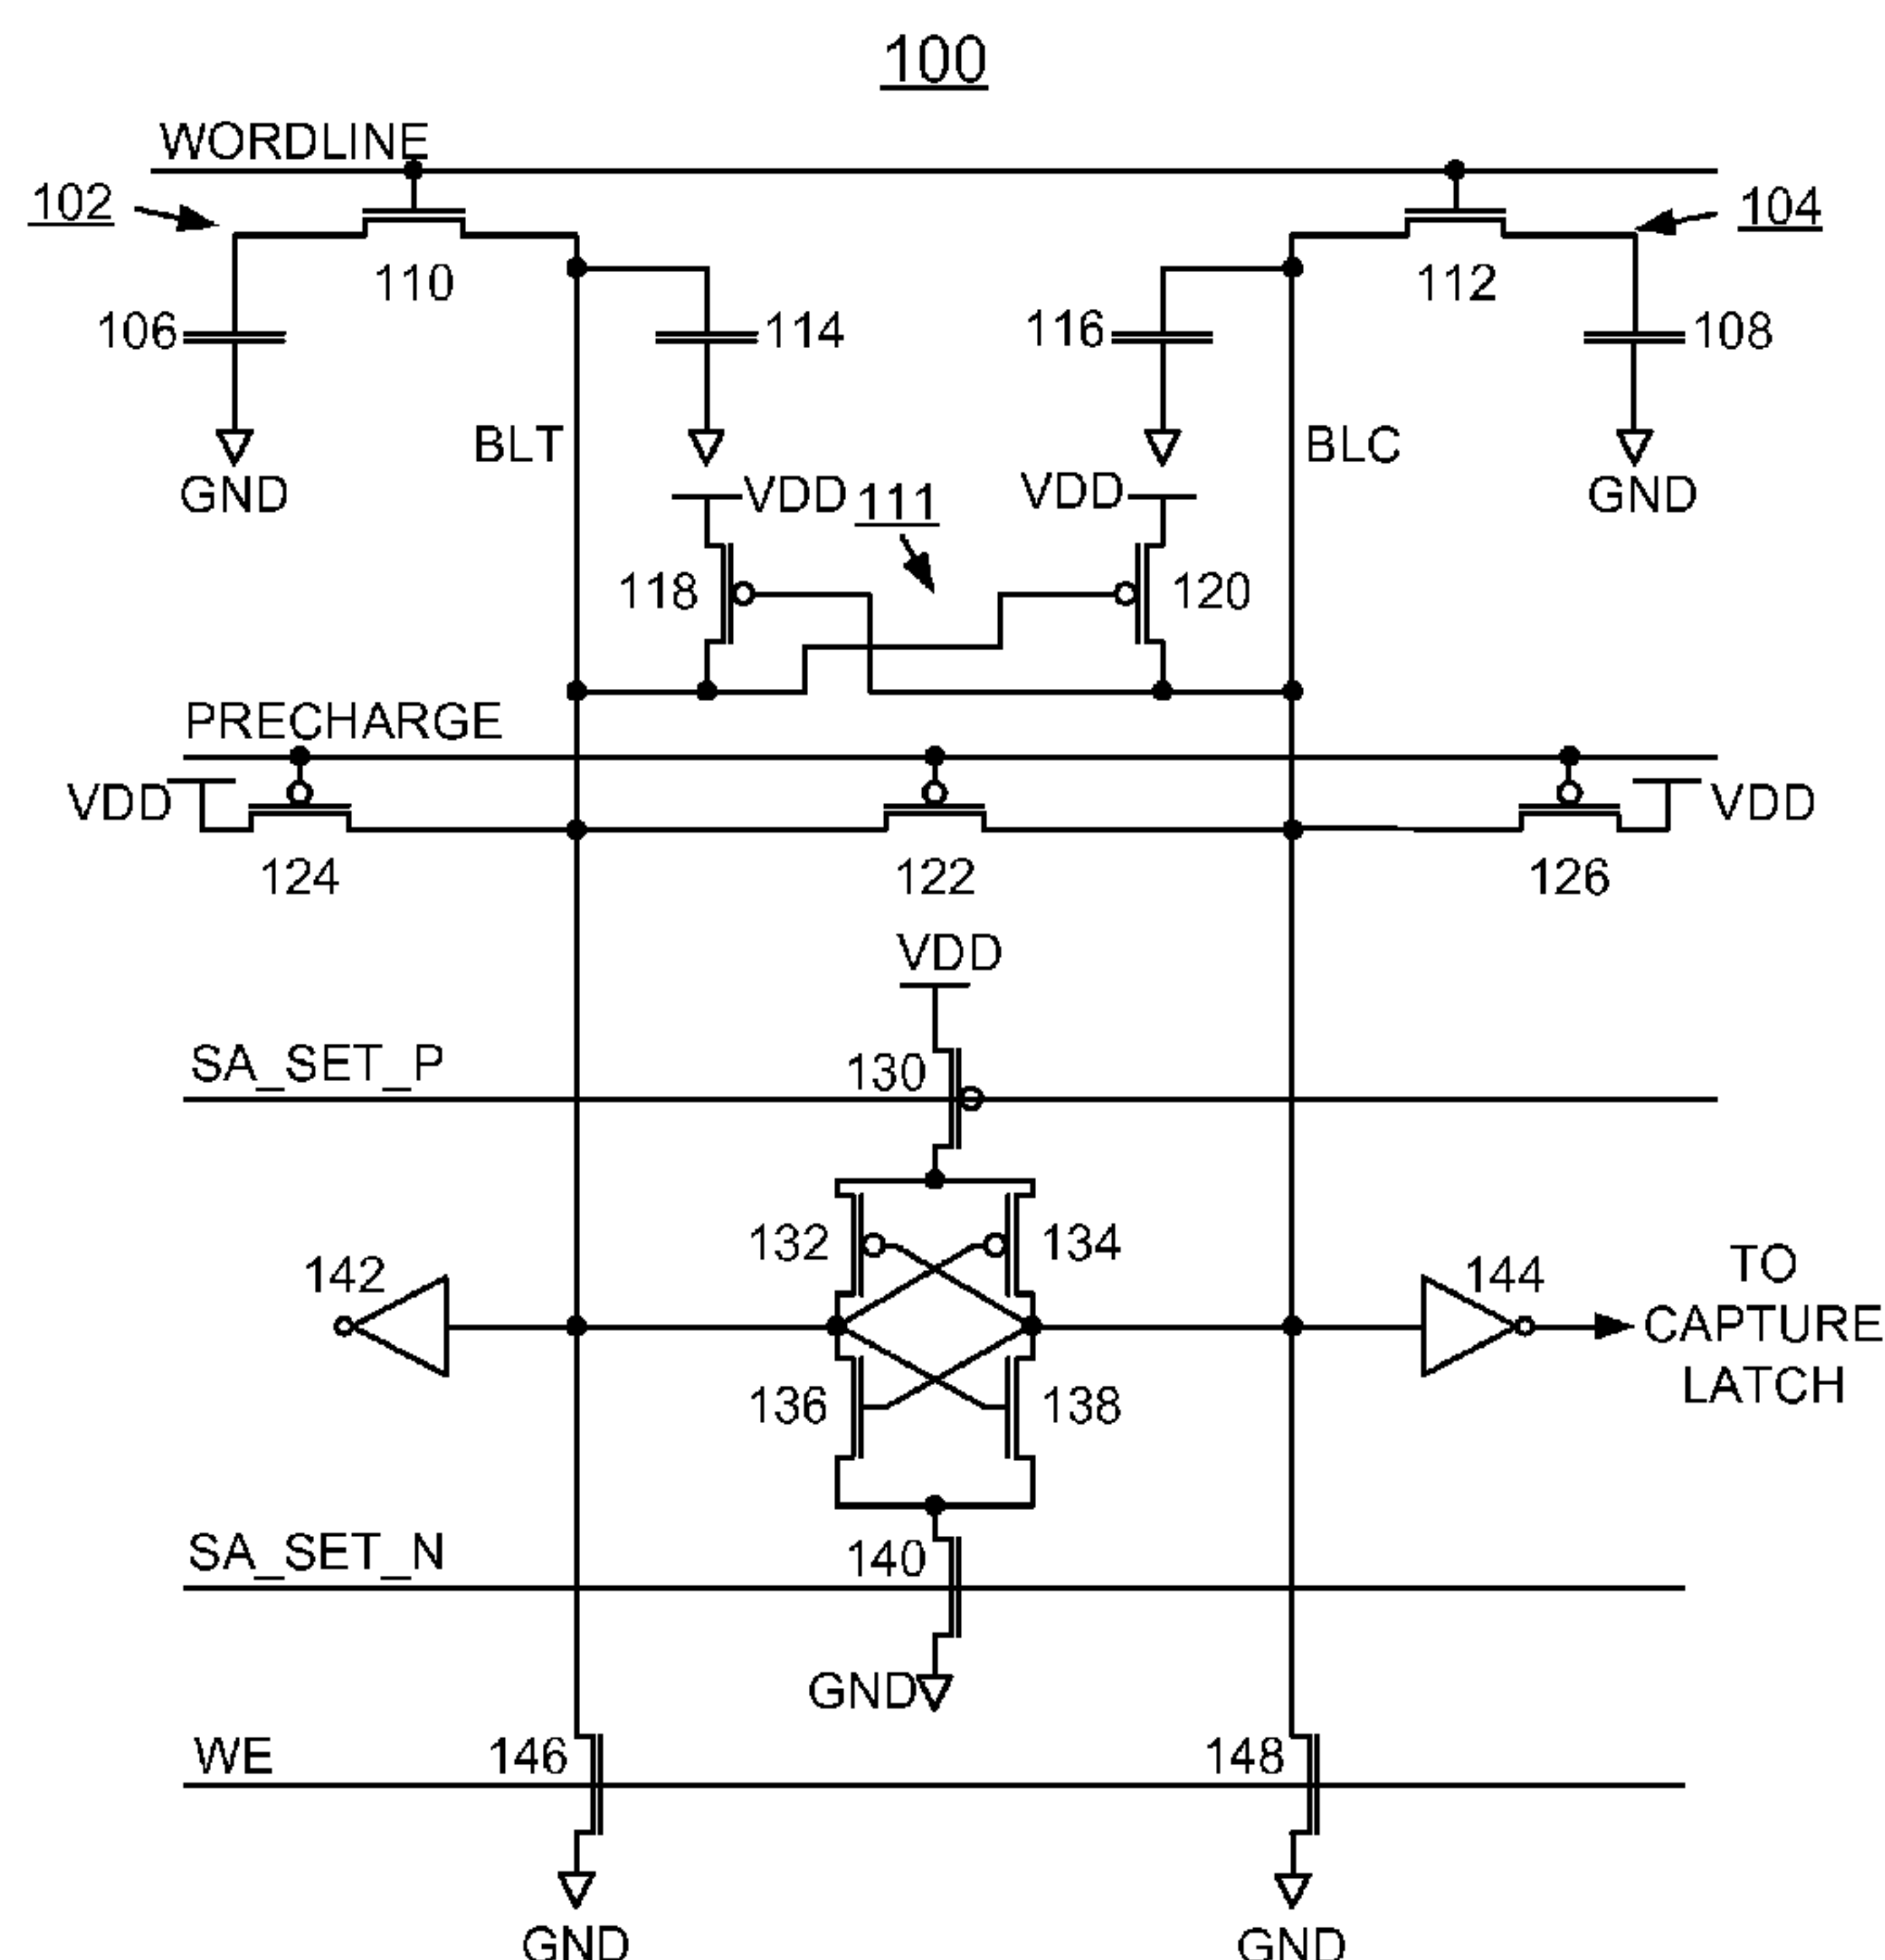 100
WORDLINE
102
104
110
112
106
114
116
108
BLT
BLC
GND
VDD
111
VDD
GND
118
120
PRECHARGE
VDD
VDD
124
122
126
VDD
SA_SET_P
130
132
134
142
144
TO
CAPTURE
LATCH
136
138
SA_SET_N
140
GND
WE
146
148
GND
GND